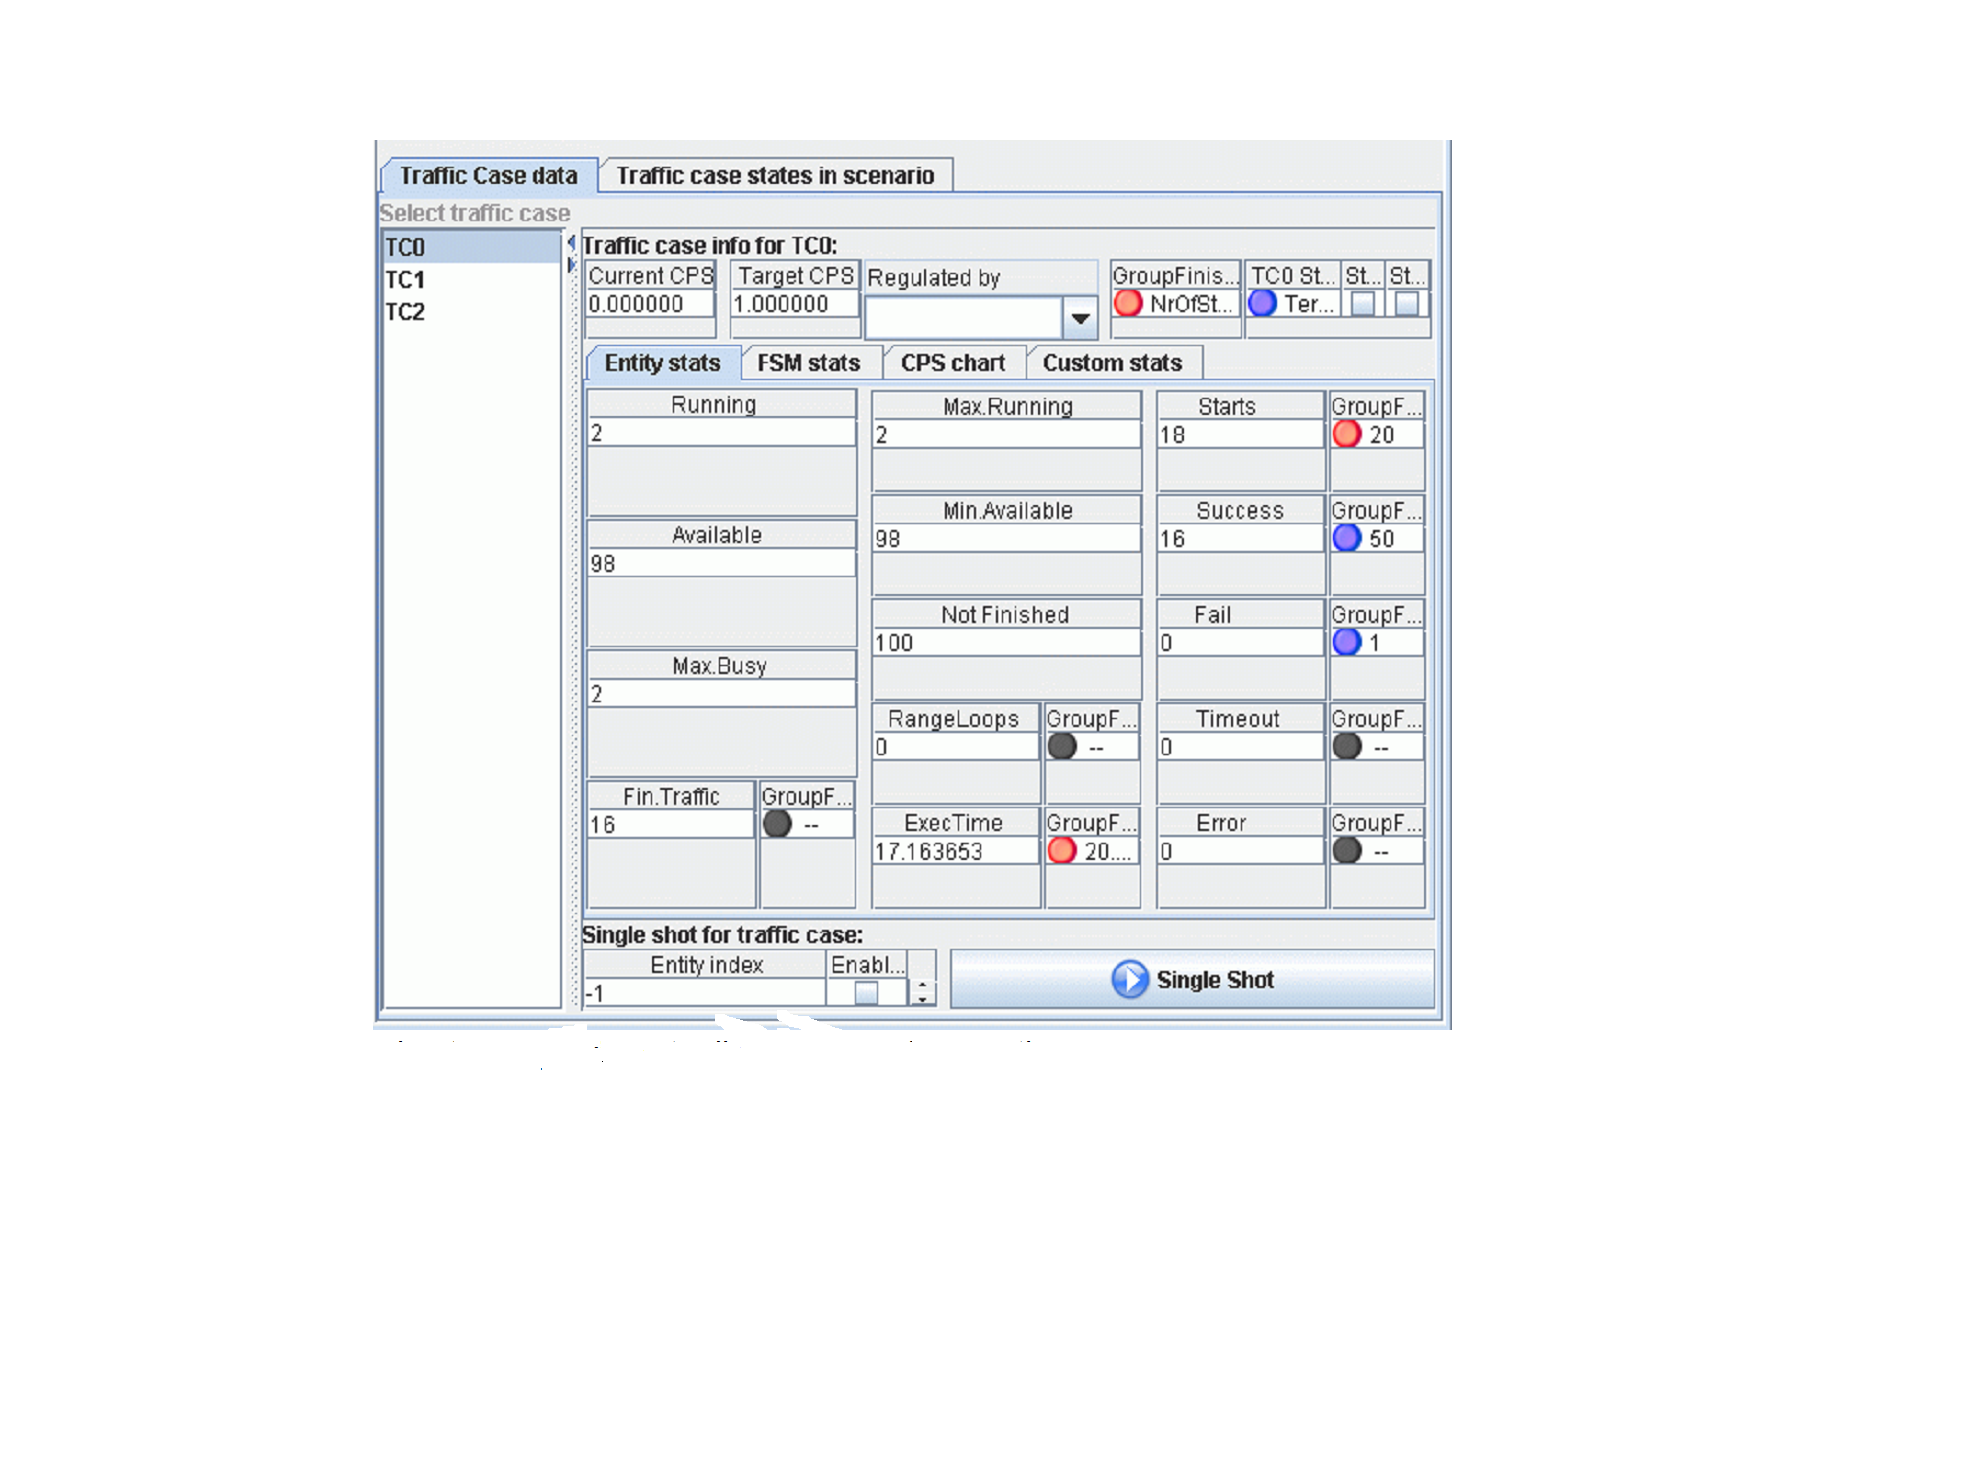 Traffic Case data Traffic case states in scenario
Select traffic case
TC0
TC1
TC2
Traffic case info for TC0:
Current CPS Target CPS Regulated by GroupFinis... TC0 St... St... St...
0.000000 1.000000 NrOfSt... Ter...
Entity stats FSM stats CPS chart Custom stats
Running
2
Available
98
Max.Busy
2
Fin.Traffic GroupF...
16 --
Max.Running
2
Min.Available
98
Not Finished
100
RangeLoops GroupF...
0 --
ExecTime GroupF...
17.163653 20....
Starts GroupF...
18 20
Success GroupF...
16 50
Fail GroupF...
0 1
Timeout GroupF...
0 --
Error GroupF...
0 --
Single shot for traffic case:
Entity index Enabl...
-1
Single Shot